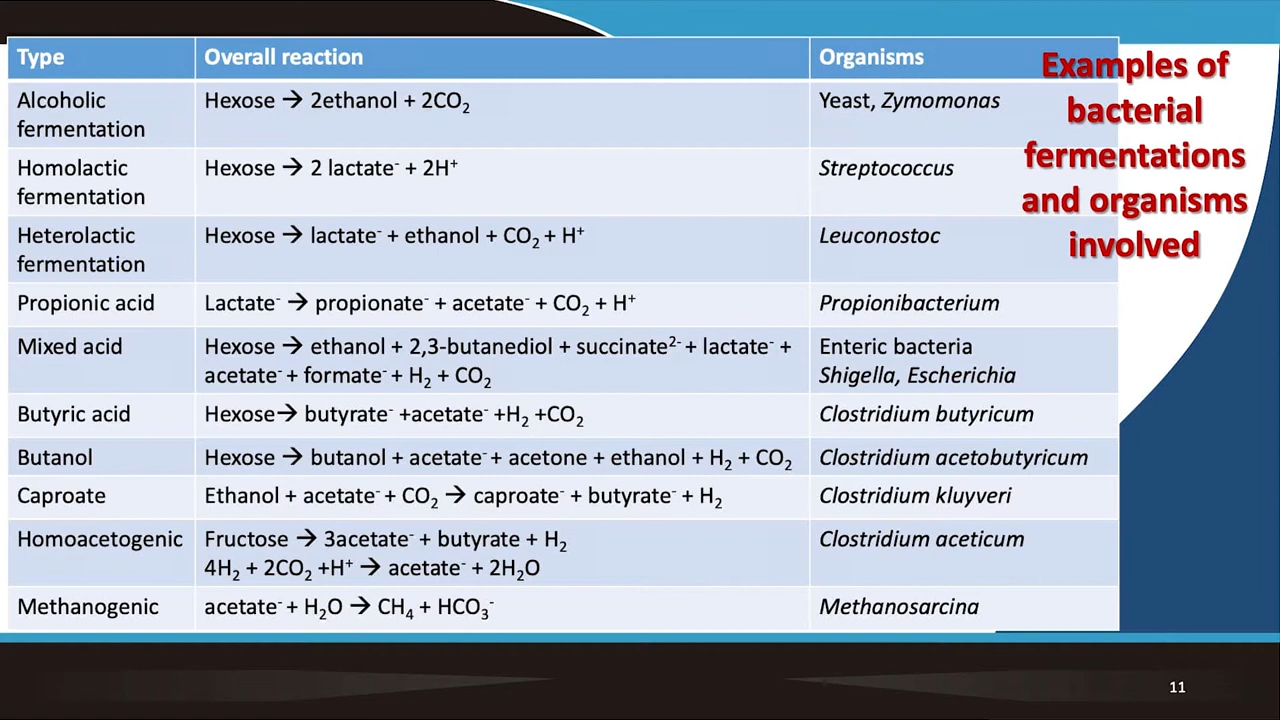 Type Overall reaction Organisms
Alcoholic fermentation Hexose → 2ethanol + 2CO₂ Yeast, Zymomonas
Homolactic fermentation Hexose → 2 lactate⁻ + 2H⁺ Streptococcus
Heterolactic fermentation Hexose → lactate⁻ + ethanol + CO₂ + H⁺ Leuconostoc
Propionic acid Lactate⁻ → propionate⁻ + acetate⁻ + CO₂ + H⁺ Propionibacterium
Mixed acid Hexose → ethanol + 2,3-butanediol + succinate²⁻ + lactate⁻ + acetate⁻ + formate⁻ + H₂ + CO₂ Enteric bacteria Shigella, Escherichia
Butyric acid Hexose→ butyrate⁻ +acetate⁻ +H₂ +CO₂ Clostridium butyricum
Butanol Hexose → butanol + acetate⁻ + acetone + ethanol + H₂ + CO₂ Clostridium acetobutyricum
Caproate Ethanol + acetate⁻ + CO₂ → caproate⁻ + butyrate⁻ + H₂ Clostridium kluyveri
Homoacetogenic Fructose → 3acetate⁻ + butyrate + H₂
4H₂ + 2CO₂ +H⁺ → acetate⁻ + 2H₂O Clostridium aceticum
Methanogenic acetate⁻ + H₂O → CH₄ + HCO₃⁻ Methanosarcina
Examples of
bacterial
fermentations
and organisms
involved
11